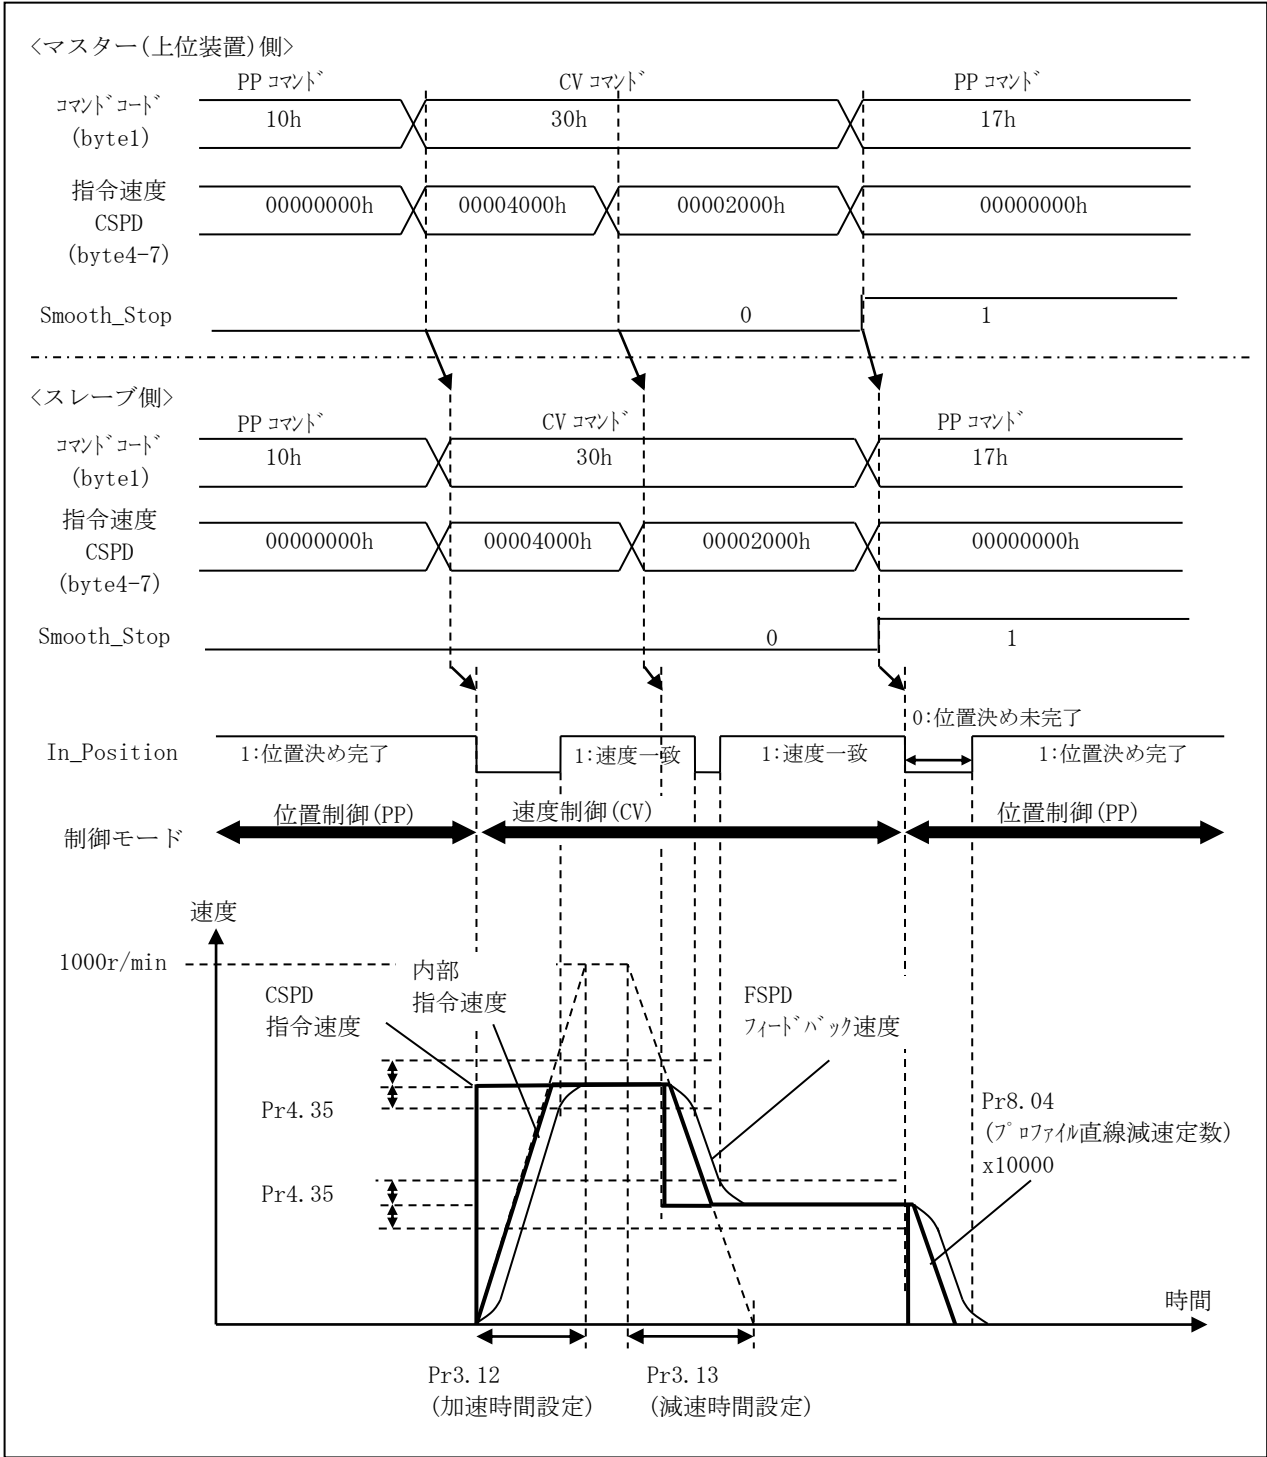 <マスター(上位装置)側>
PP コマンド
CV コマンド
PP コマンド
コマンドコード
(byte1)
10h
30h
17h
指令速度
CSPD
(byte4-7)
00000000h
00004000h
00002000h
00000000h
Smooth_Stop
0
1
<スレーブ側>
PP コマンド
CV コマンド
PP コマンド
コマンドコード
(byte1)
10h
30h
17h
指令速度
CSPD
(byte4-7)
00000000h
00004000h
00002000h
00000000h
Smooth_Stop
0
1
0:位置決め未完了
In_Position
1:位置決め完了
1:速度一致
1:速度一致
1:位置決め完了
制御モード
位置制御(PP)
速度制御(CV)
位置制御(PP)
速度
1000r/min
CSPD
指令速度
内部
指令速度
FSPD
フィードバック速度
Pr4.35
Pr4.35
Pr8.04
(プロファイル直線減速定数)
x10000
時間
Pr3.12
(加速時間設定)
Pr3.13
(減速時間設定)